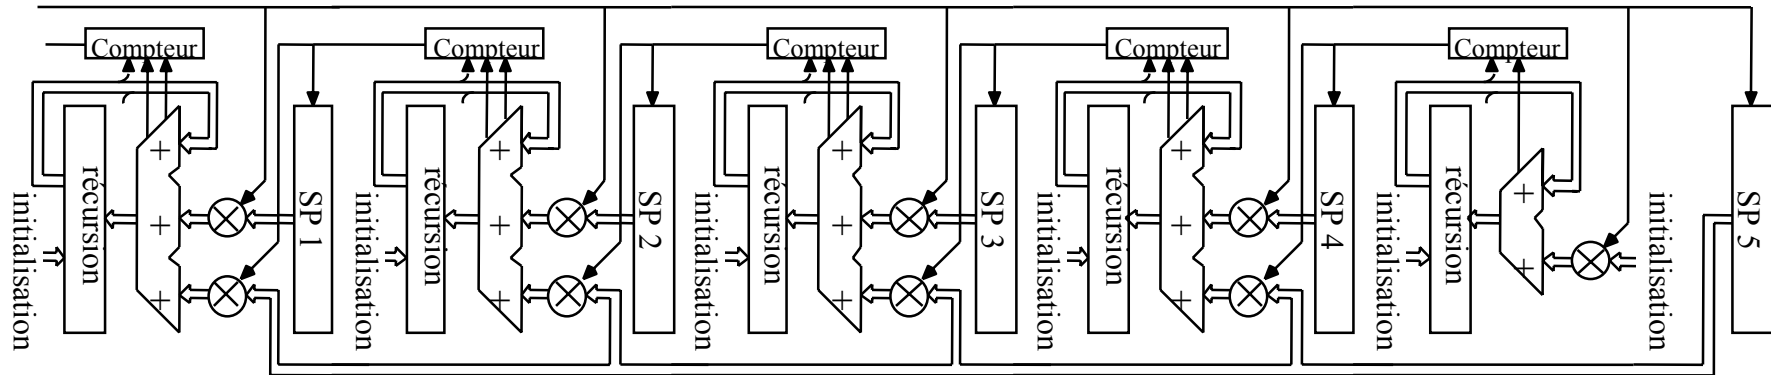 Compteur
Compteur
Compteur
Compteur
Compteur
initialisation
récursion
+
+
+
SP 1
initialisation
récursion
+
+
+
SP 2
initialisation
récursion
+
+
+
SP 3
initialisation
récursion
+
+
+
SP 4
initialisation
récursion
+
+
initialisation
SP 5